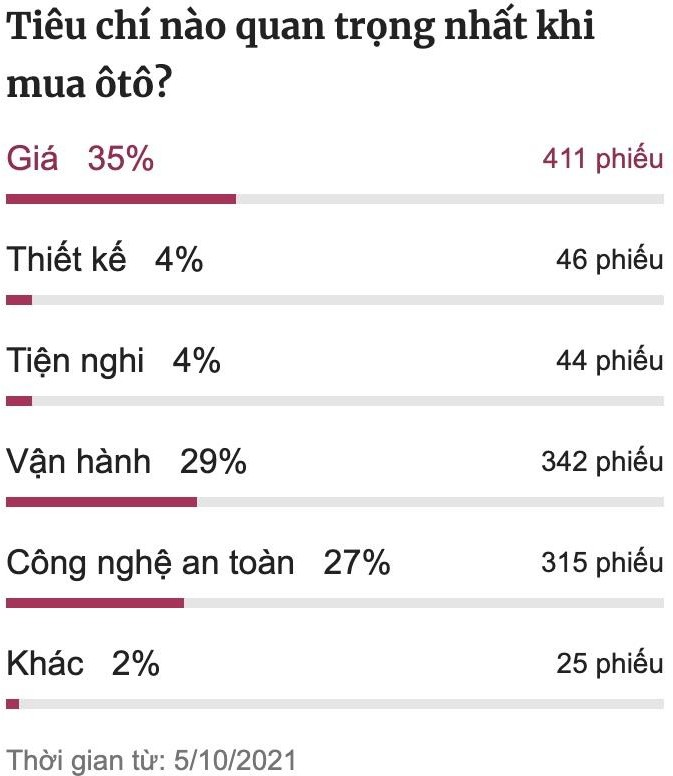 Tiêu chí nào quan trọng nhất khi
mua ôtô?
Giá 35% 411 phiếu
Thiết kế 4% 46 phiếu
Tiện nghi 4% 44 phiếu
Vận hành 29% 342 phiếu
Công nghệ an toàn 27% 315 phiếu
Khác 2% 25 phiếu
Thời gian từ: 5/10/2021